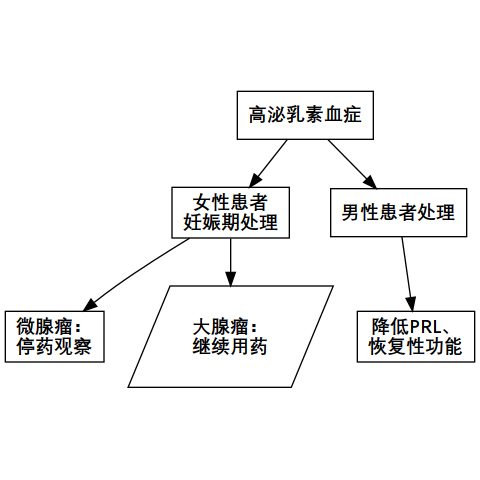 高泌乳素血症
女性患者
妊娠期处理
男性患者处理
微腺瘤：
停药观察
大腺瘤：
继续用药
降低PRL、
恢复性功能